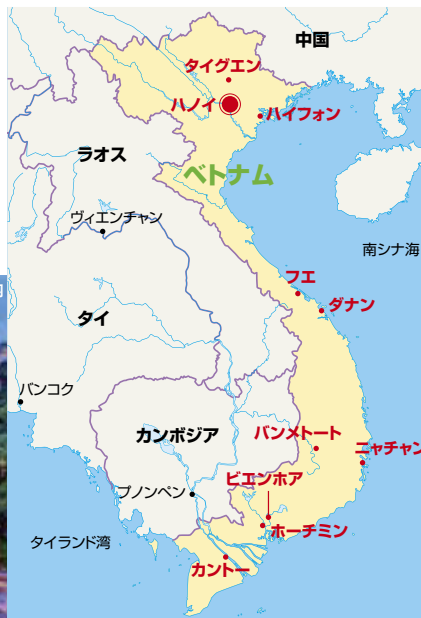 中国
タイグエン
ハノイ
ハイフォン
ラオス
ベトナム
ヴィエンチャン
南シナ海
フエ
ダナン
タイ
バンコク
カンボジア
バンメトート
ニャチャン
ビエンホア
プノンペン
ホーチミン
タイランド湾
カントー